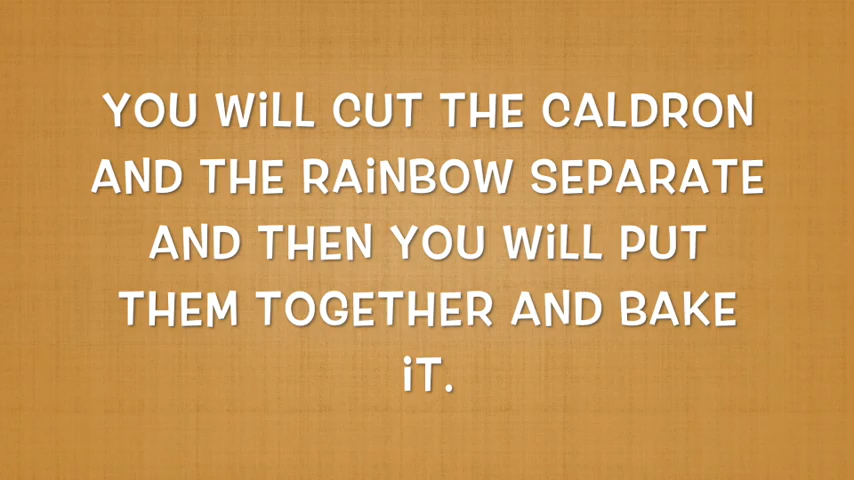 YOU WiLL CUT THE CALDRON
AND THE RAiNBOW SEPARATE
AND THEN YOU WiLL PUT
THEM TOGETHER AND BAKE
iT.